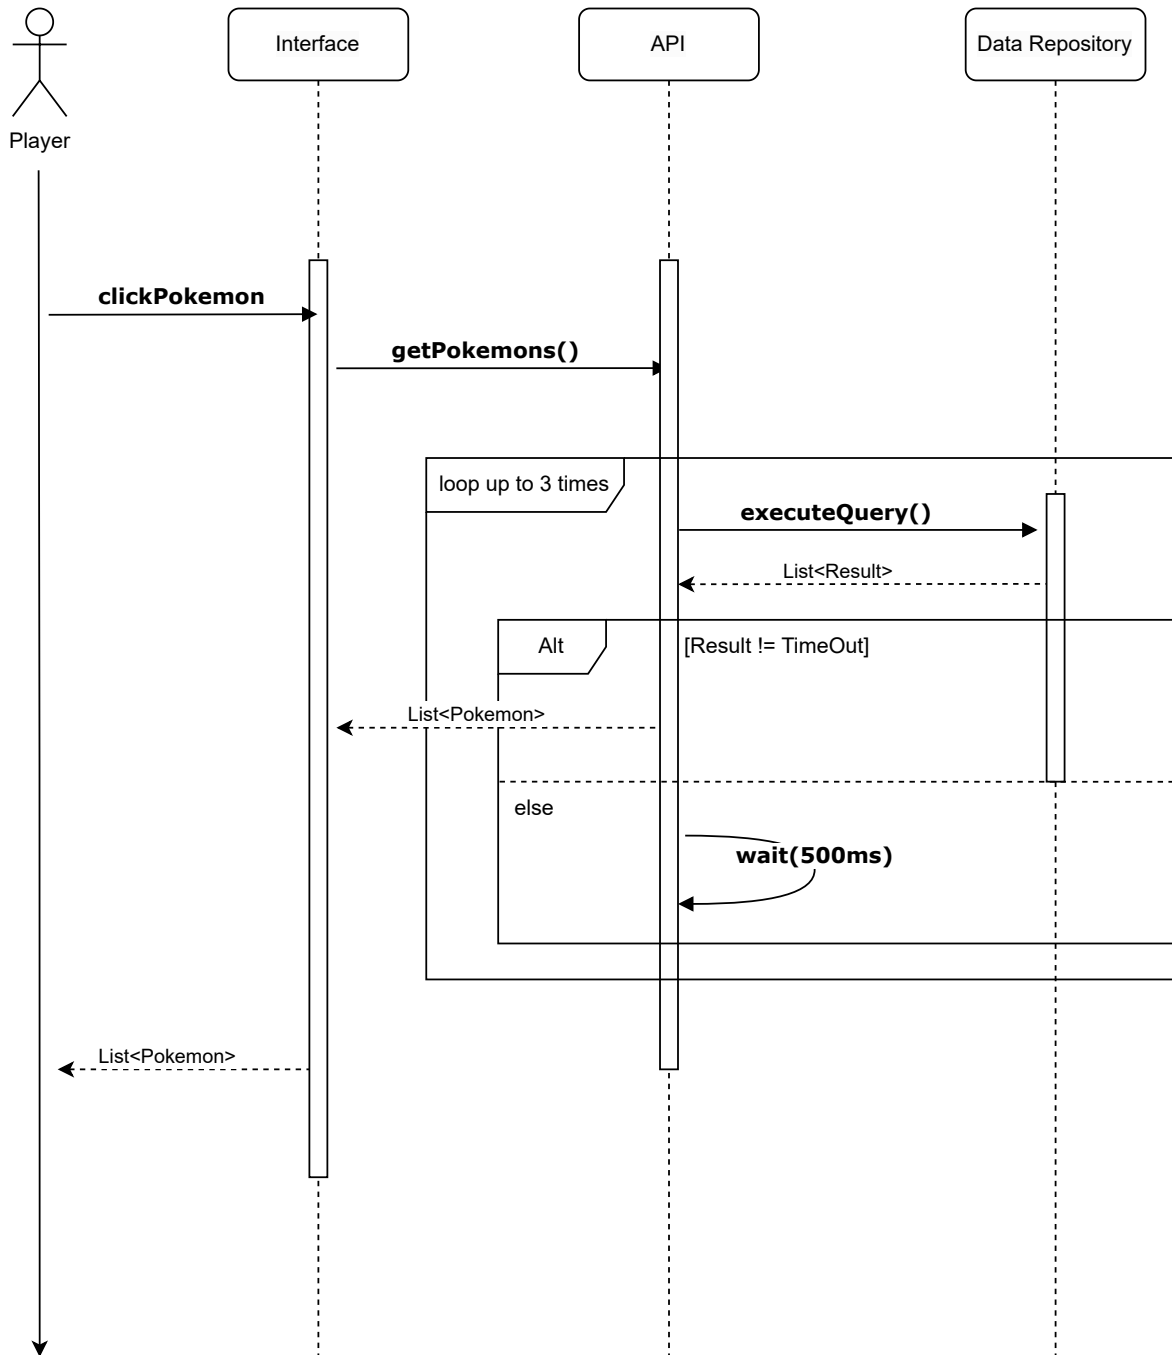 Interface
API
Data Repository
Player
clickPokemon
getPokemons()
loop up to 3 times
executeQuery()
List<Result>
Alt
[Result != TimeOut]
List<Pokemon>
else
wait(500ms)
List<Pokemon>